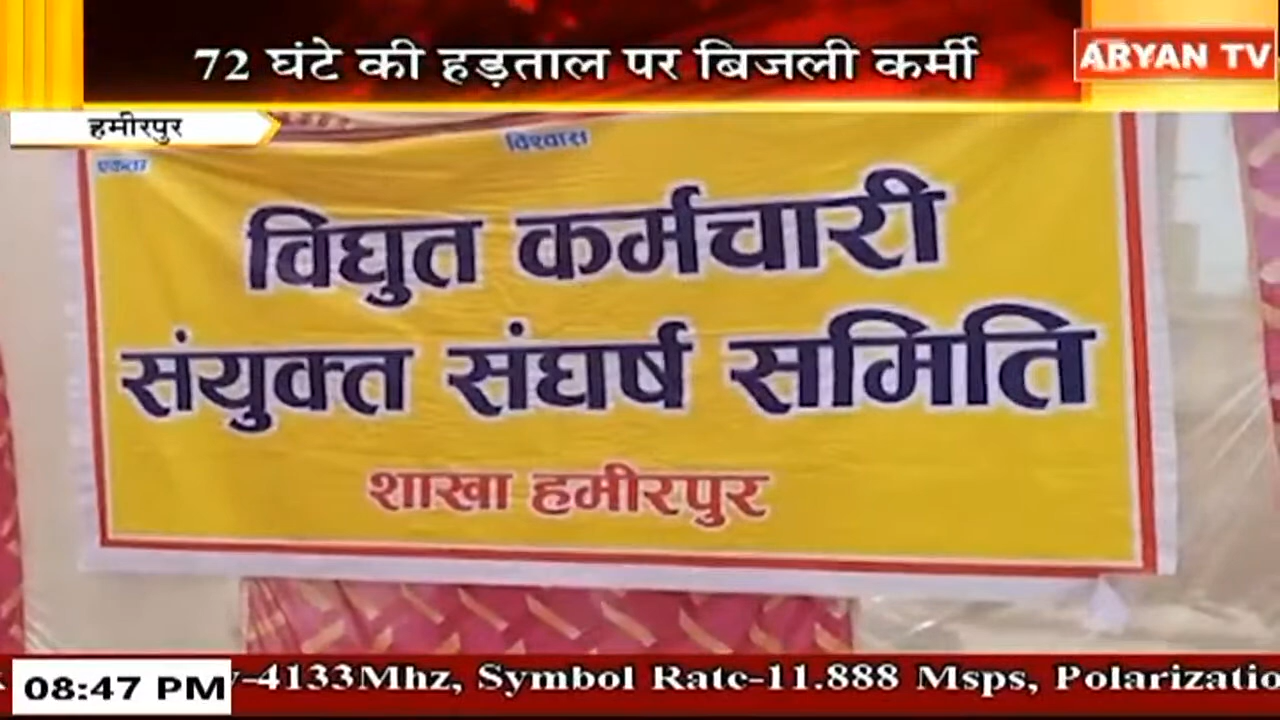 72 घंटे की हड़ताल पर बिजली कर्मी
ARYAN TV
हमीरपुर
एकता
विश्वास
विघुत कर्मचारी
संयुक्त संघर्ष समिति
शाखा हमीरपुर
08:47 PM
-4133Mhz, Symbol Rate-11.888 Msps, Polarizatio